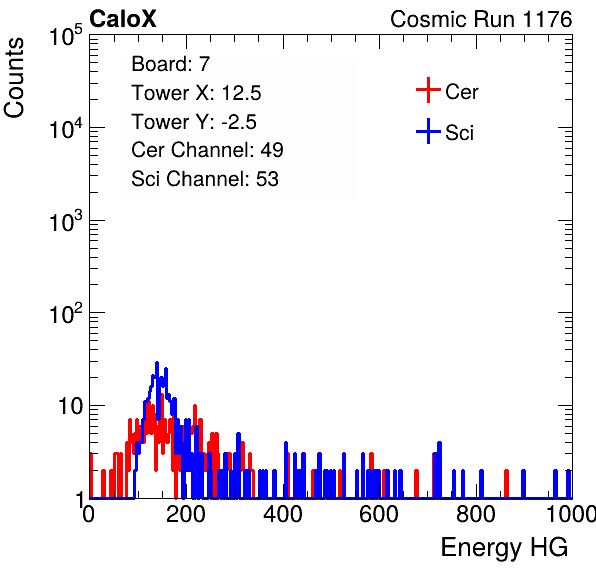 CaloX Cosmic Run 1176
Board: 7
Tower X: 12.5
Tower Y: -2.5
Cer Channel: 49
Sci Channel: 53
Cer
Sci
Counts
10^5
10^4
10^3
10^2
10
1
0 200 400 600 800 1000
Energy HG